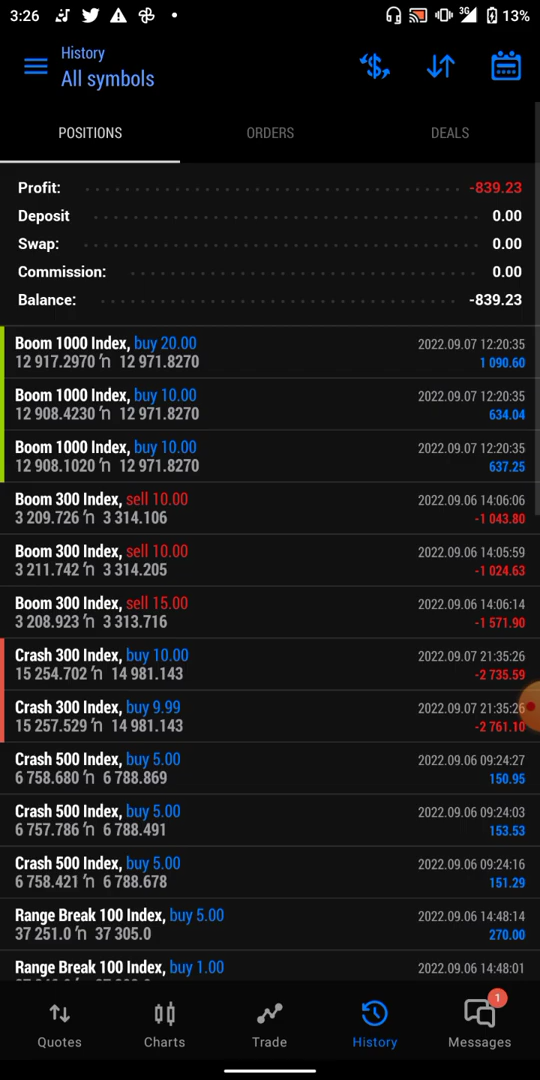 3:26
3G
13%
History
All symbols
POSITIONS ORDERS DEALS
Profit: -839.23
Deposit 0.00
Swap: 0.00
Commission: 0.00
Balance: -839.23
Boom 1000 Index, buy 20.00 2022.09.07 12:20:35
12 917.2970 12 971.8270 1 090.60
Boom 1000 Index, buy 10.00 2022.09.07 12:20:35
12 908.4230 12 971.8270 634.04
Boom 1000 Index, buy 10.00 2022.09.07 12:20:35
12 908.1020 12 971.8270 637.25
Boom 300 Index, sell 10.00 2022.09.06 14:06:06
3 209.726 3 314.106 -1 043.80
Boom 300 Index, sell 10.00 2022.09.06 14:05:59
3 211.742 3 314.205 -1 024.63
Boom 300 Index, sell 15.00 2022.09.06 14:06:14
3 208.923 3 313.716 -1 571.90
Crash 300 Index, buy 10.00 2022.09.07 21:35:26
15 254.702 14 981.143 -2 735.59
Crash 300 Index, buy 9.99 2022.09.07 21:35:26
15 257.529 14 981.143 -2 761.10
Crash 500 Index, buy 5.00 2022.09.06 09:24:27
6 758.680 6 788.869 150.95
Crash 500 Index, buy 5.00 2022.09.06 09:24:03
6 757.786 6 788.491 153.53
Crash 500 Index, buy 5.00 2022.09.06 09:24:16
6 758.421 6 788.678 151.29
Range Break 100 Index, buy 5.00 2022.09.06 14:48:14
37 251.0 37 305.0 270.00
Range Break 100 Index, buy 1.00 2022.09.06 14:48:01
1
Quotes Charts Trade History Messages